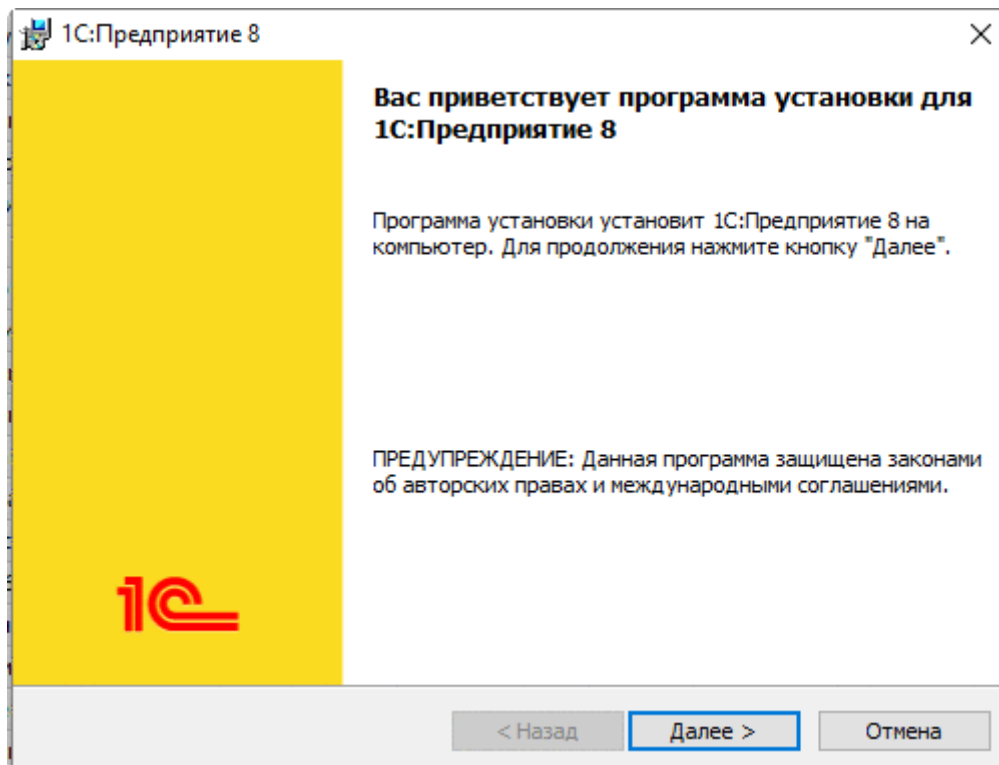 1С:Предприятие 8
Вас приветствует программа установки для
1С:Предприятие 8
Программа установки установит 1С:Предприятие 8 на
компьютер. Для продолжения нажмите кнопку "Далее".
ПРЕДУПРЕЖДЕНИЕ: Данная программа защищена законами
об авторских правах и международными соглашениями.
1С
< Назад
Далее >
Отмена